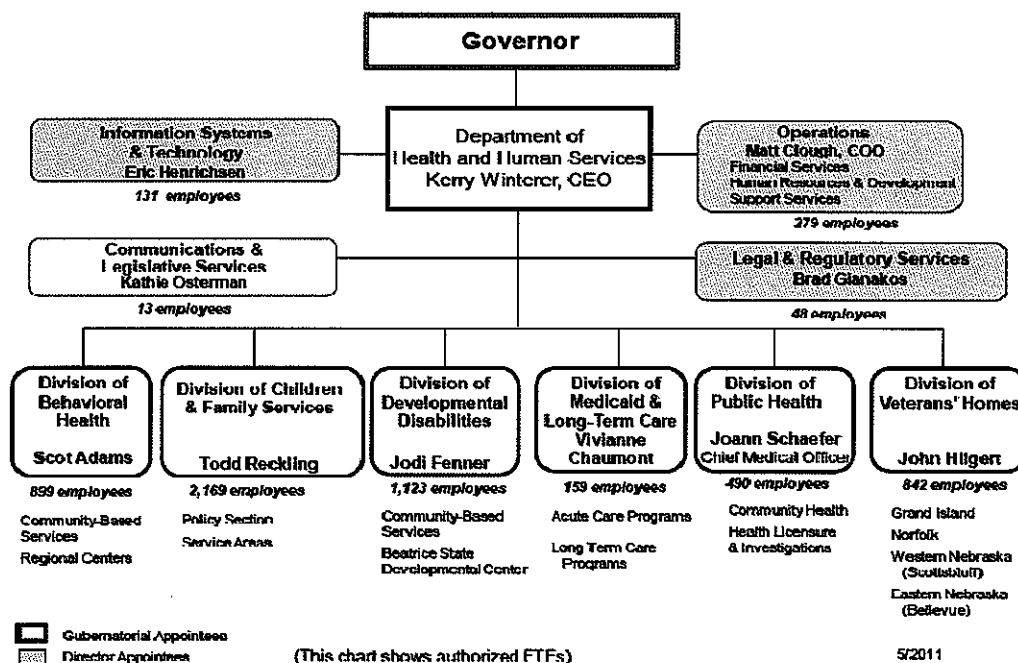 Governor
Department of
Health and Human Services
Kerry Winterer, CEO
Information Systems
& Technology
Eric Henrichsen
131 employees
Operations
Matt Clough, COO
Financial Services
Human Resources & Development
Support Services
279 employees
Communications &
Legislative Services
Kathie Osterman
13 employees
Legal & Regulatory Services
Brad Gianakos
48 employees
Division of
Behavioral
Health
Scot Adams
899 employees
Community-Based
Services
Regional Centers
Division of Children
& Family Services
Todd Reckling
2,169 employees
Policy Section
Service Areas
Division of
Developmental
Disabilities
Jodi Fenner
1,123 employees
Community-Based
Services
Beatrice State
Developmental Center
Division of
Medicaid &
Long-Term Care
Vivianne
Chaumont
159 employees
Acute Care Programs
Long Term Care
Programs
Division of
Public Health
Joann Schaefer
Chief Medical Officer
490 employees
Community Health
Health Licensure
& Investigations
Division of
Veterans' Homes
John Hilgert
842 employees
Grand Island
Norfolk
Western Nebraska
(Scottsbluff)
Eastern Nebraska
(Bellevue)
Gubernatorial Appointees
Director Appointees
(This chart shows authorized FTEs)
5/2011